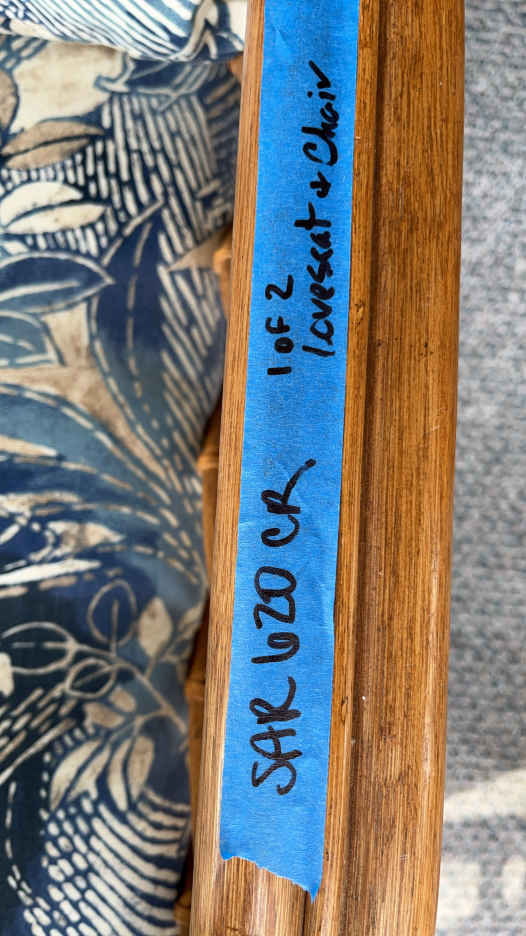 SAR 620 CR.
1 of 2
loveseat & Chair